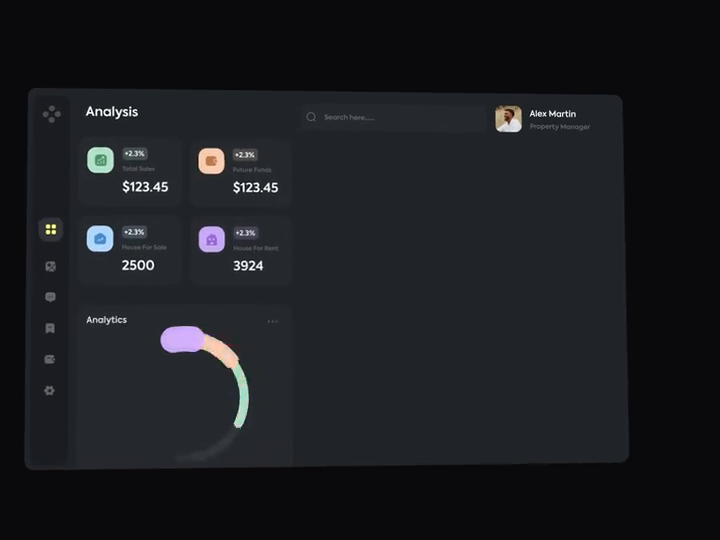 Analysis
Search here.....
Alex Martin
Property Manager
+2.3%
Total Sales
$123.45
+2.3%
Future Funds
$123.45
+2.3%
House For Sale
2500
+2.3%
House For Rent
3924
Analytics